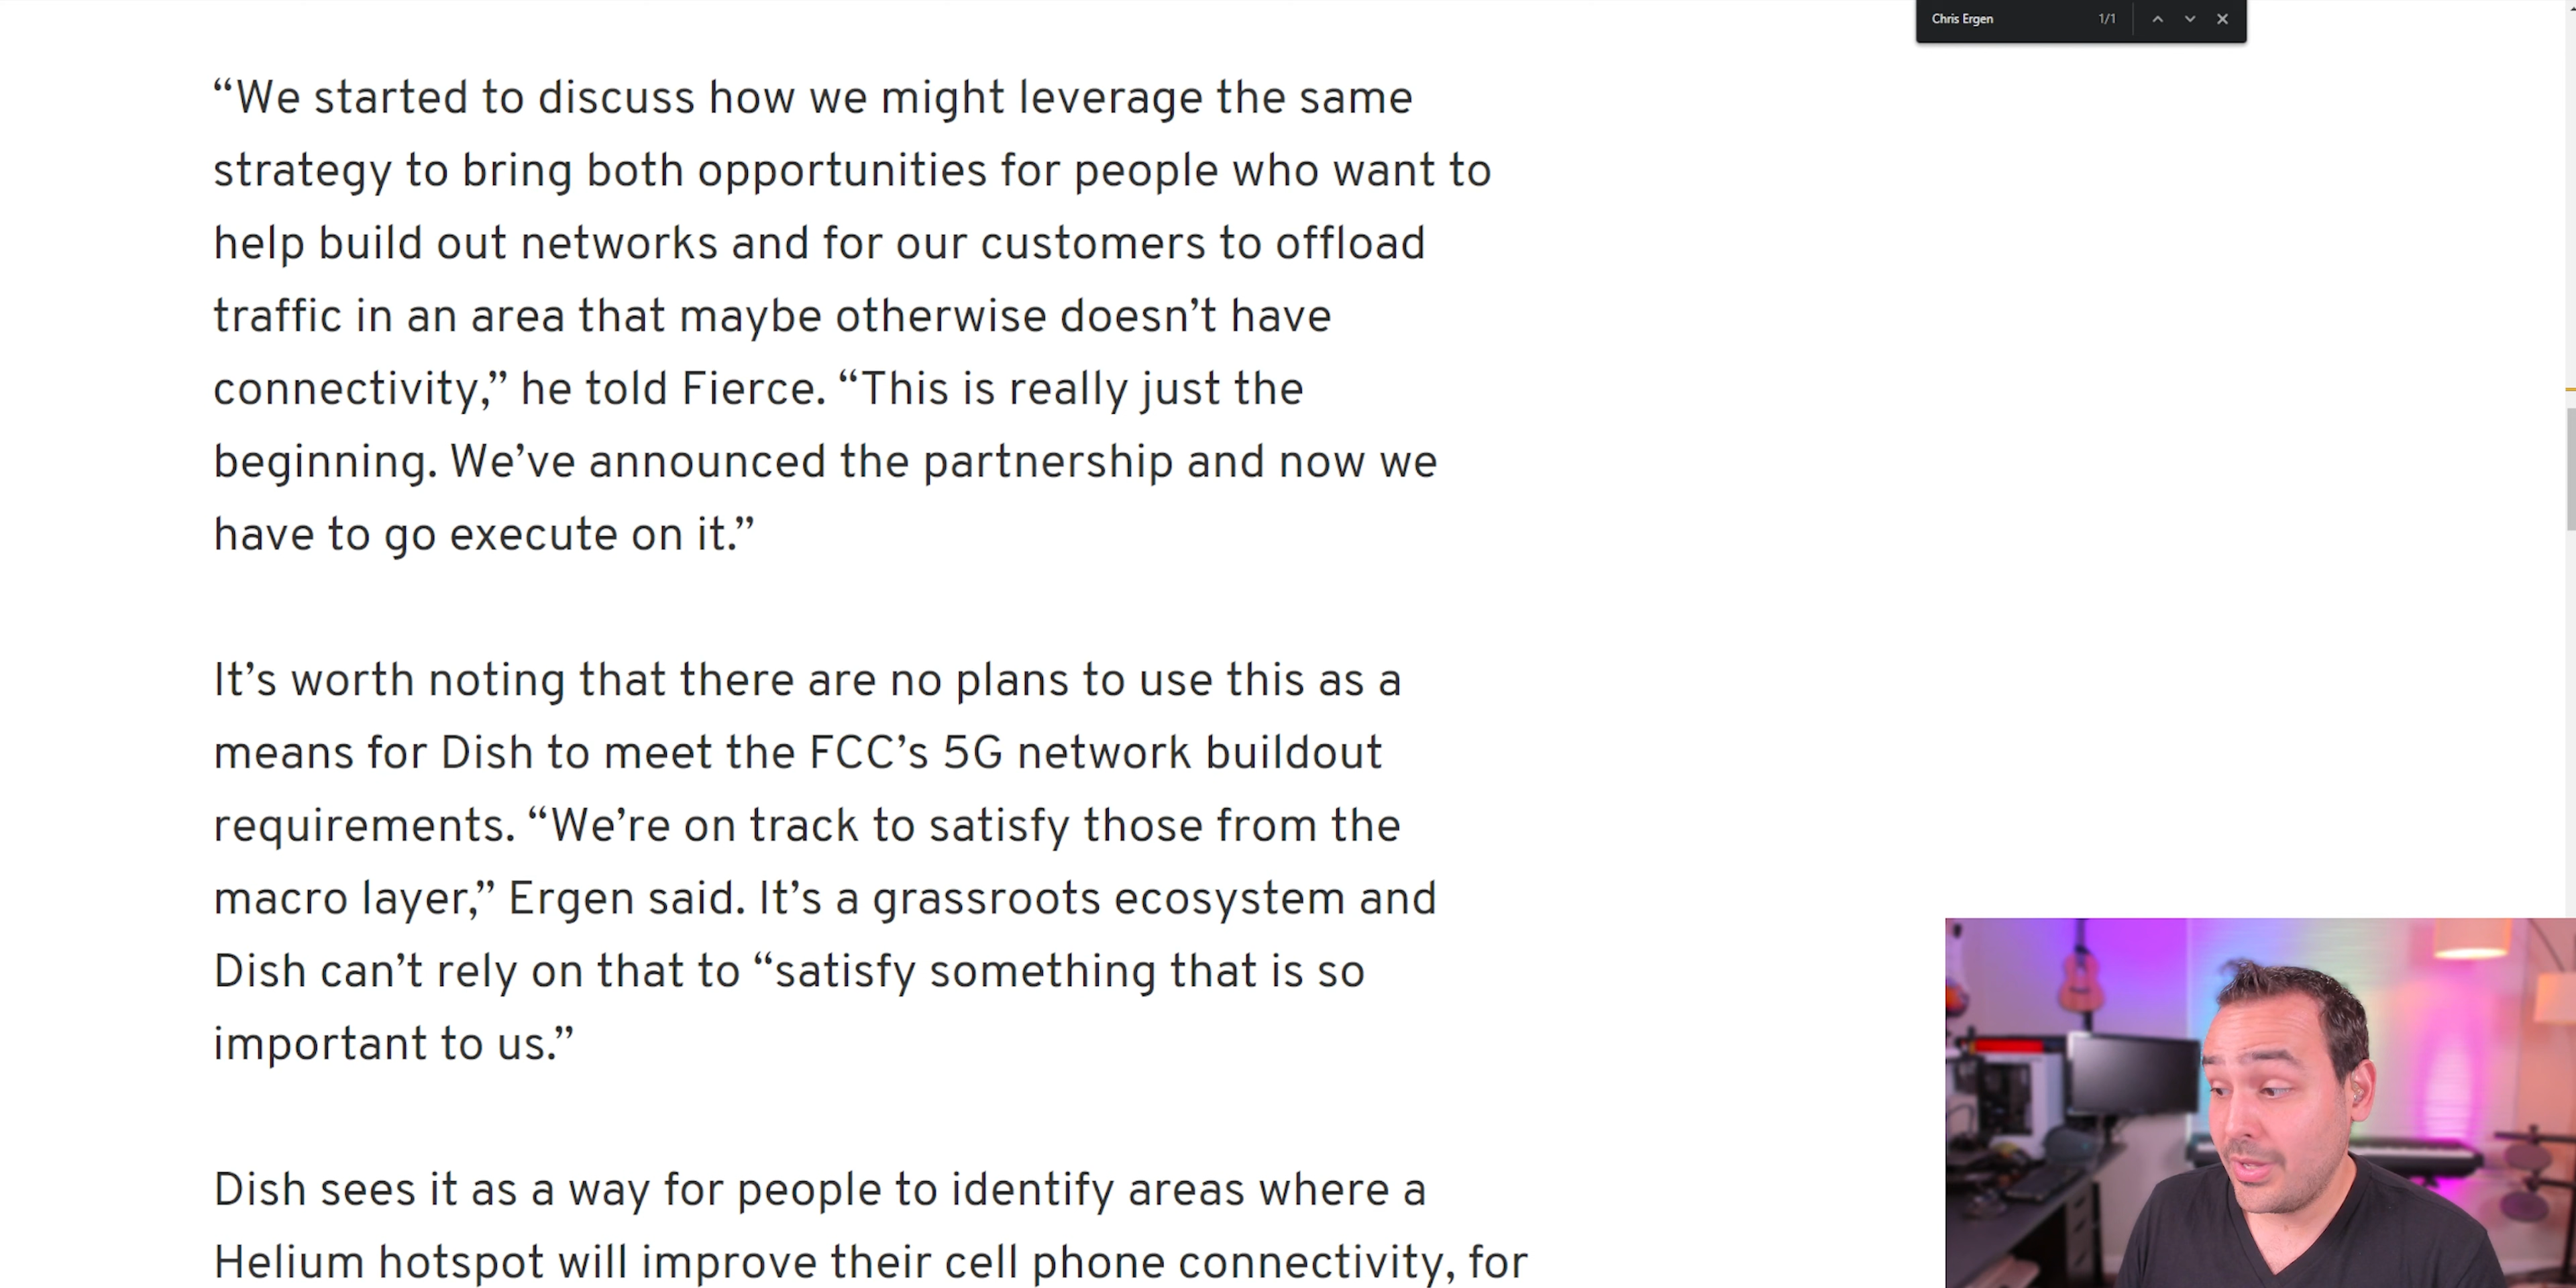 Chris Ergen 1/1
“We started to discuss how we might leverage the same
strategy to bring both opportunities for people who want to
help build out networks and for our customers to offload
traffic in an area that maybe otherwise doesn’t have
connectivity,” he told Fierce. “This is really just the
beginning. We’ve announced the partnership and now we
have to go execute on it.”
It’s worth noting that there are no plans to use this as a
means for Dish to meet the FCC’s 5G network buildout
requirements. “We’re on track to satisfy those from the
macro layer,” Ergen said. It’s a grassroots ecosystem and
Dish can’t rely on that to “satisfy something that is so
important to us.”
Dish sees it as a way for people to identify areas where a
Helium hotspot will improve their cell phone connectivity, for